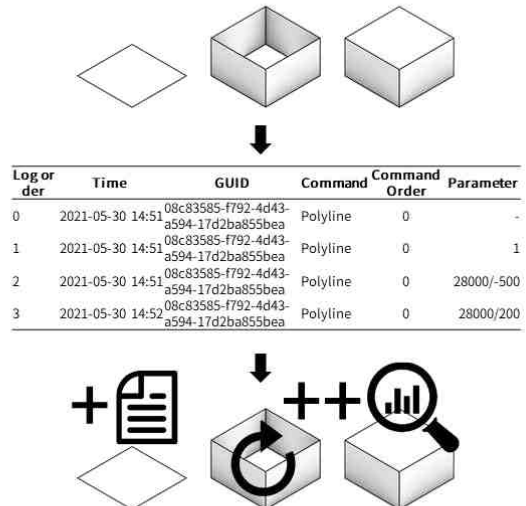 Log or Time GUID Command Command Parameter
der Order
0 2021-05-30 14:51 08c83585-f792-4d43- Polyline 0 -
a594-17d2ba855bea
1 2021-05-30 14:51 08c83585-f792-4d43- Polyline 0 1
a594-17d2ba855bea
2 2021-05-30 14:51 08c83585-f792-4d43- Polyline 0 28000/-500
a594-17d2ba855bea
3 2021-05-30 14:52 08c83585-f792-4d43- Polyline 0 28000/200
a594-17d2ba855bea